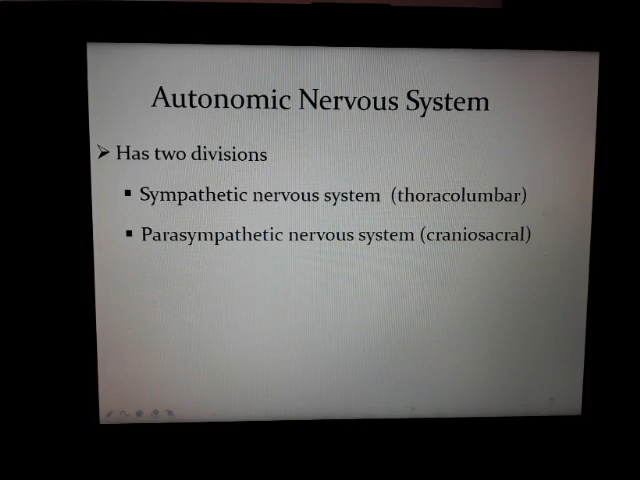 Autonomic Nervous System
➤ Has two divisions
▪ Sympathetic nervous system (thoracolumbar)
▪ Parasympathetic nervous system (craniosacral)